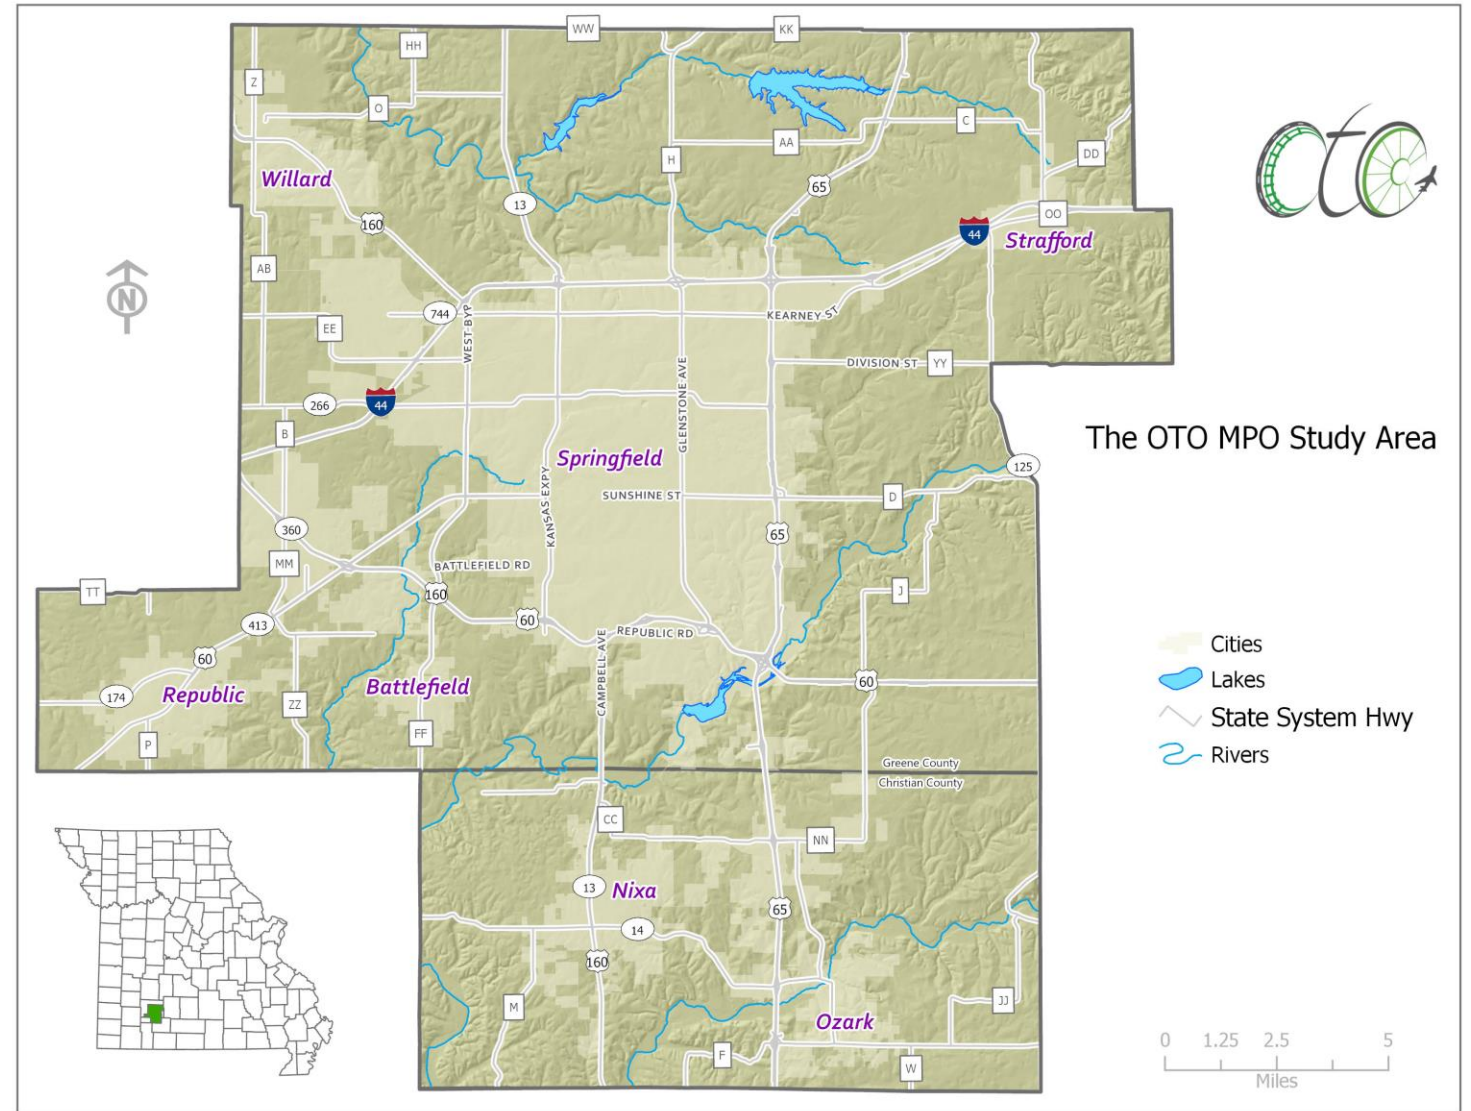 WW
KK
HH
Z
O
C
AA
H
DD
65
Willard
13
160
OO
44
Strafford
AB
N
744
KEARNEY ST
EE
WEST BYP
DIVISION ST
YY
GLENSTONE AVE
266
44
B
The OTO MPO Study Area
Springfield
125
KANSAS EXPY
SUNSHINE ST
D
360
65
MM
BATTLEFIELD RD
TT
160
J
413
60
REPUBLIC RD
60
Cities
CAMPBELL AVE
Lakes
174
Republic
Battlefield
60
ZZ
State System Hwy
FF
P
Rivers
Greene County
Christian County
CC
NN
13
Nixa
65
14
160
M
JJ
Ozark
F
W
0 1.25 2.5 5
Miles
oto